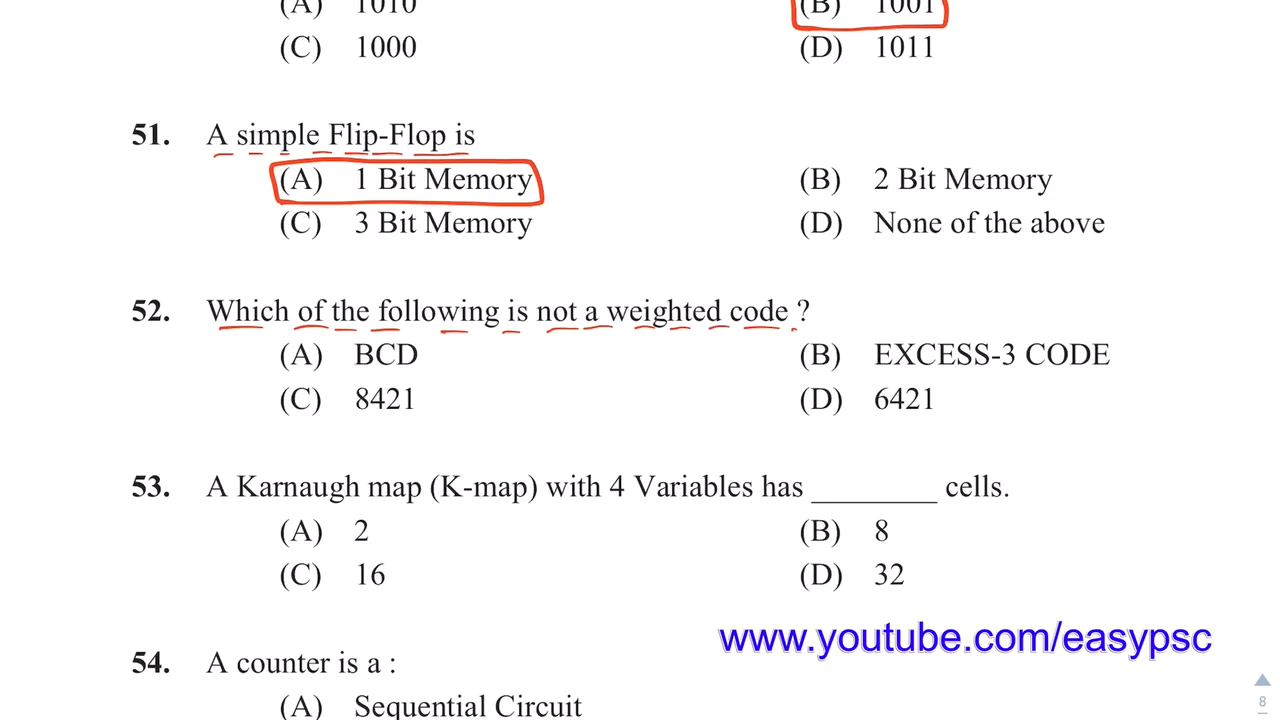 (A) 1010 (B) 1001
(C) 1000 (D) 1011
51. A simple Flip-Flop is
(A) 1 Bit Memory (B) 2 Bit Memory
(C) 3 Bit Memory (D) None of the above
52. Which of the following is not a weighted code ?
(A) BCD (B) EXCESS-3 CODE
(C) 8421 (D) 6421
53. A Karnaugh map (K-map) with 4 Variables has ________ cells.
(A) 2 (B) 8
(C) 16 (D) 32
www.youtube.com/easypsc
54. A counter is a :
(A) Sequential Circuit
8